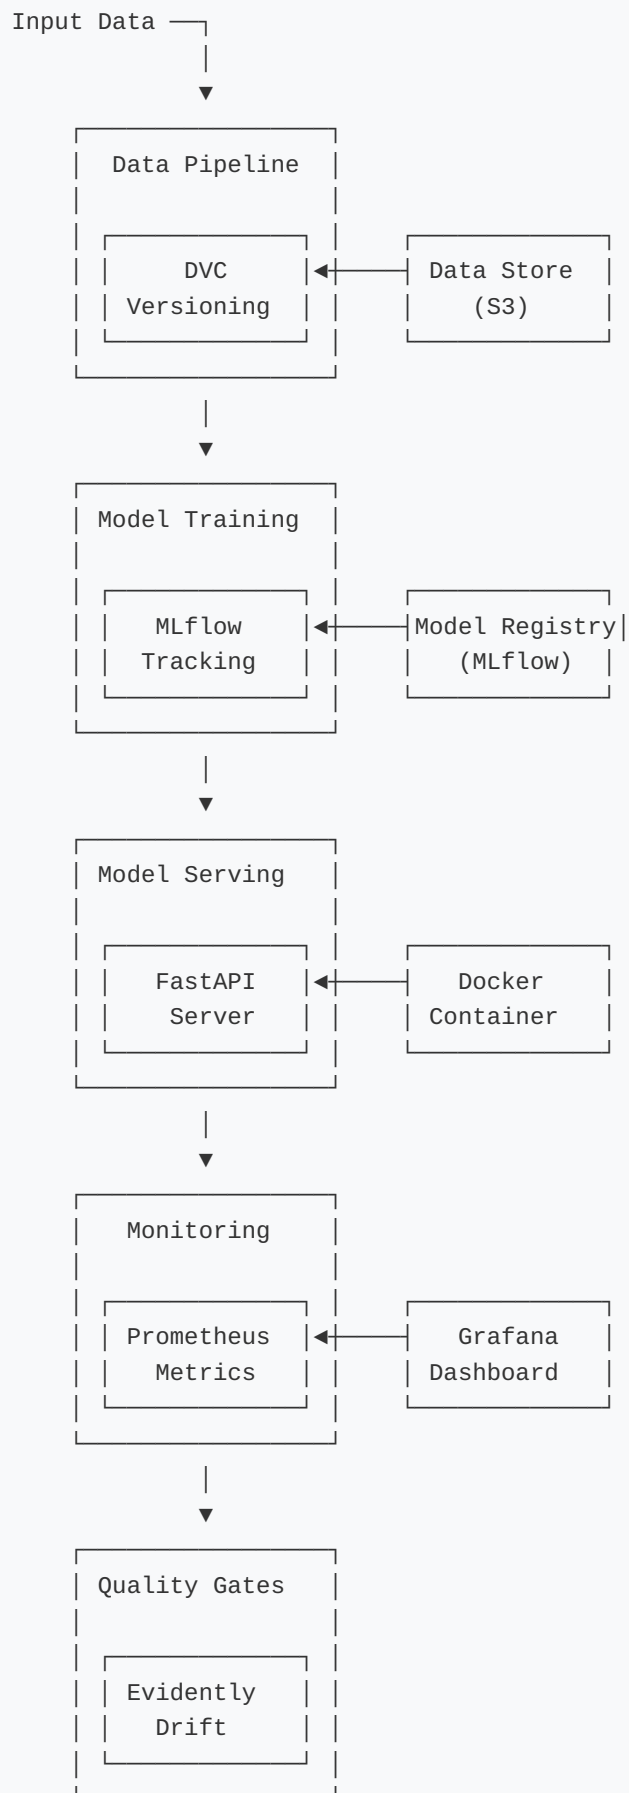 Input Data
Data Pipeline
DVC
Versioning
Data Store
(S3)
Model Training
MLflow
Tracking
Model Registry
(MLflow)
Model Serving
FastAPI
Server
Docker
Container
Monitoring
Prometheus
Metrics
Grafana
Dashboard
Quality Gates
Evidently
Drift